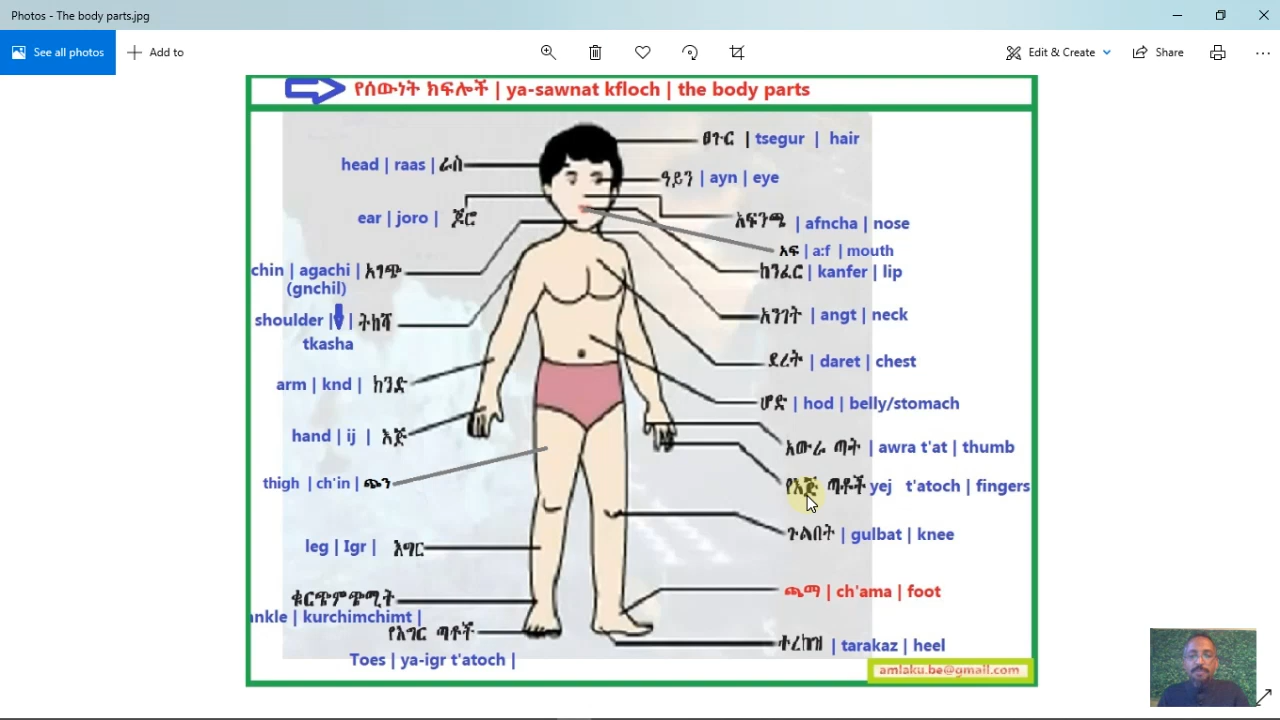 Photos - The body parts.jpg
See all photos
Add to
Edit & Create
Share
የሰውነት ክፍሎች | ya-sawnat kfloch | the body parts
ፀጉር | tsegur | hair
head | raas | ራስ
ዓይን | ayn | eye
ear | joro | ጆሮ
አፍንጫ | afncha | nose
አፍ | a:f | mouth
chin | agachi | አገጭ
ከንፈር | kanfer | lip
(gnchil)
shoulder | | ትከሻ
አንገት | angt | neck
tkasha
ደረት | daret | chest
arm | knd | ክንድ
ሆድ | hod | belly/stomach
hand | ij | እጅ
አውራ ጣት | awra t'at | thumb
thigh | ch'in | ጭን
የእጅ ጣቶች yej t'atoch | fingers
ጉልበት | gulbat | knee
leg | Igr | እግር
ጫማ | ch'ama | foot
ቁርጭምጭሚት
ankle | kurchimchimt |
የእግር ጣቶች
ተረከዝ | tarakaz | heel
Toes | ya-igr t'atoch |
amlaku.be@gmail.com